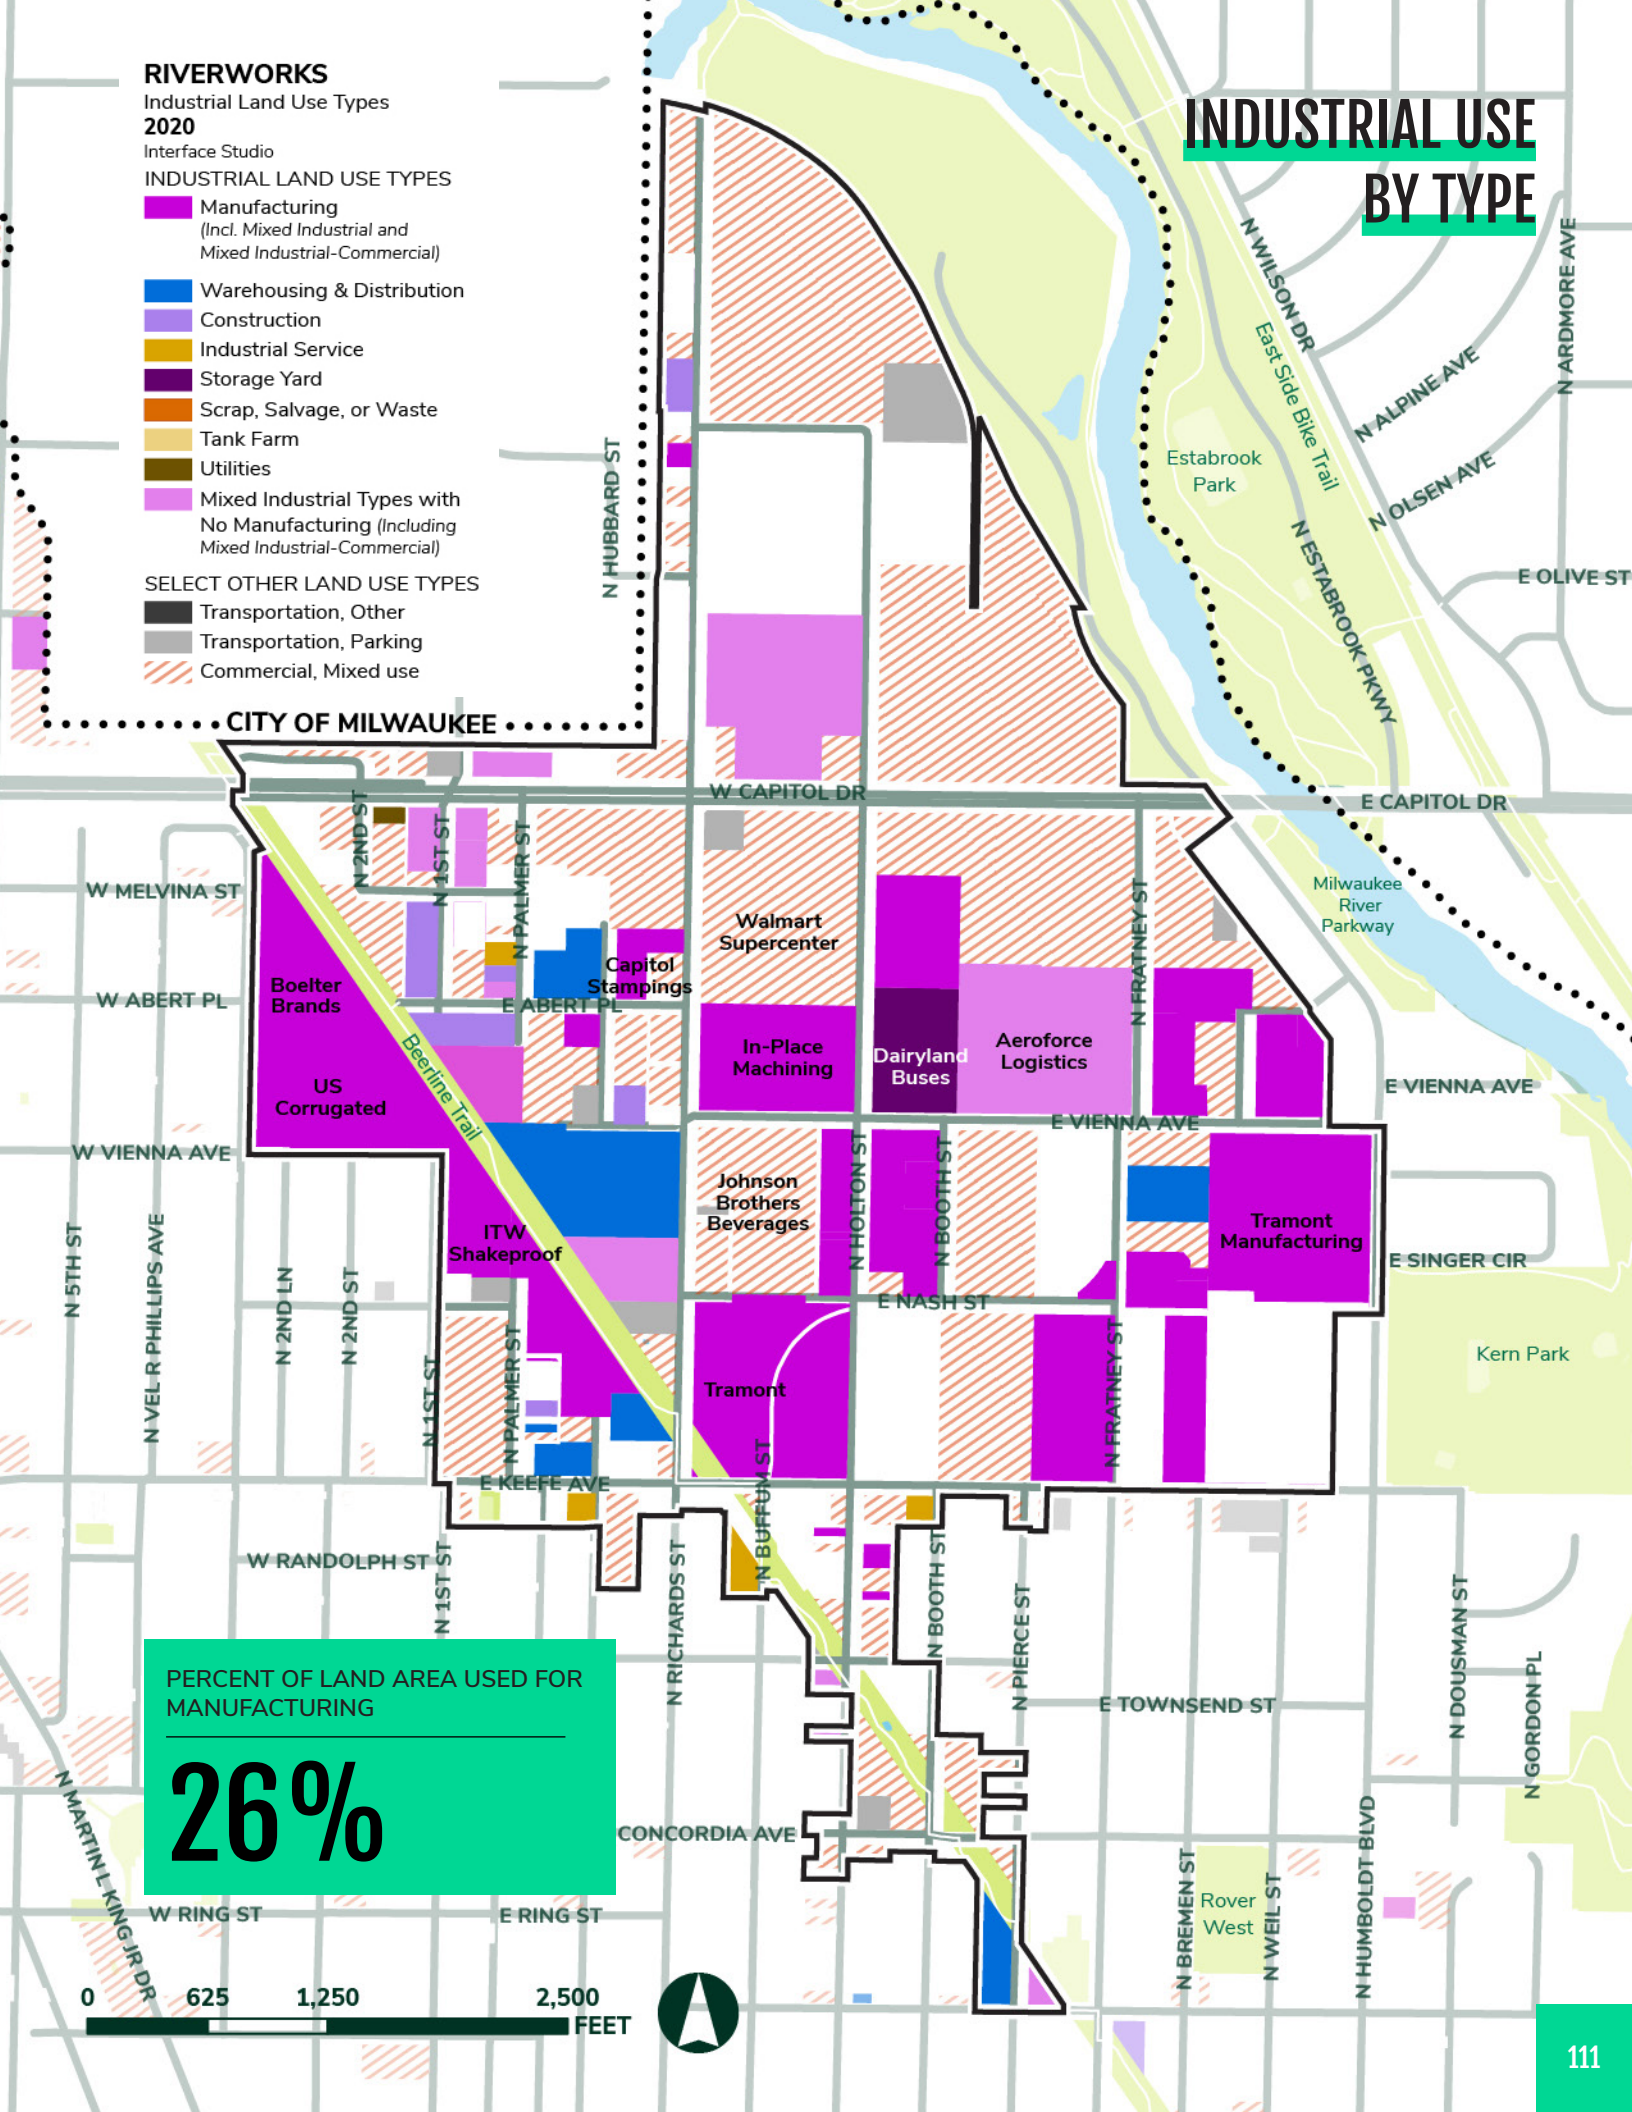 RIVERWORKS
Industrial Land Use Types
2020
Interface Studio
INDUSTRIAL LAND USE TYPES
Manufacturing
(Incl. Mixed Industrial and
Mixed Industrial-Commercial)
Warehousing & Distribution
Construction
Industrial Service
Storage Yard
Scrap, Salvage, or Waste
Tank Farm
Utilities
Mixed Industrial Types with
No Manufacturing (Including
Mixed Industrial-Commercial)
SELECT OTHER LAND USE TYPES
Transportation, Other
Transportation, Parking
Commercial, Mixed use
INDUSTRIAL USE
BY TYPE
CITY OF MILWAUKEE
N HUBBARD ST
N WILSON DR
East Side Bike Trail
N ARDMORE AVE
N ALPINE AVE
N OLSEN AVE
Estabrook
Park
N ESTABROOK PKWY
E OLIVE ST
W CAPITOL DR
E CAPITOL DR
N 2ND ST
N 1ST ST
N PALMER ST
W MELVINA ST
Milwaukee
River
Parkway
N FRATNEY ST
Walmart
Supercenter
Capitol
Stampings
Boelter
Brands
W ABERT PL
E ABERT PL
Beerline Trail
In-Place
Machining
Dairyland
Buses
Aeroforce
Logistics
US
Corrugated
E VIENNA AVE
E VIENNA AVE
W VIENNA AVE
Johnson
Brothers
Beverages
N HOLTON ST
N BOOTH ST
Tramont
Manufacturing
ITW
Shakeproof
E SINGER CIR
N 5TH ST
N VEL R PHILLIPS AVE
N 2ND LN
N 2ND ST
N 1ST ST
N PALMER ST
E NASH ST
N FRATNEY ST
Kern Park
Tramont
E KEEFE AVE
N BUFFUM ST
W RANDOLPH ST
N 1ST ST
N RICHARDS ST
N BOOTH ST
N PIERCE ST
E TOWNSEND ST
N DOUSMAN ST
N GORDON PL
PERCENT OF LAND AREA USED FOR
MANUFACTURING
26%
N MARTIN L KING JR DR
CONCORDIA AVE
N BREMEN ST
Rover
West
N WEIL ST
N HUMBOLDT BLVD
W RING ST
E RING ST
0 625 1,250 2,500
FEET
111